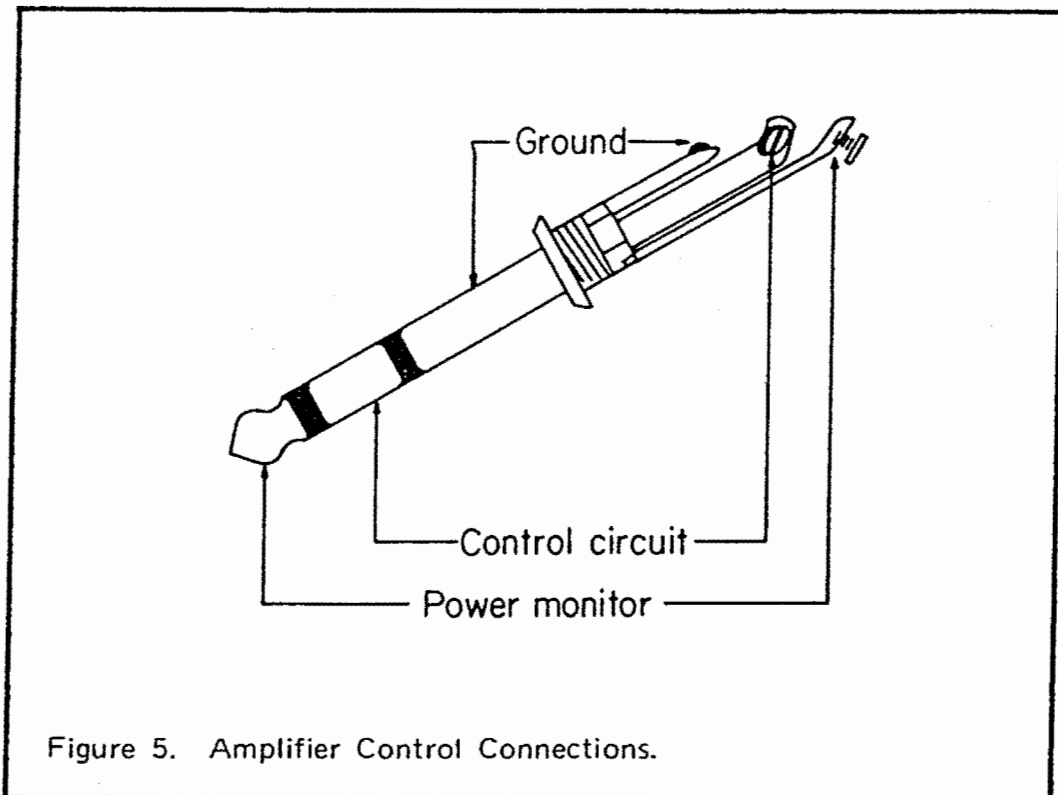 Ground
Control circuit
Power monitor
Figure 5. Amplifier Control Connections.